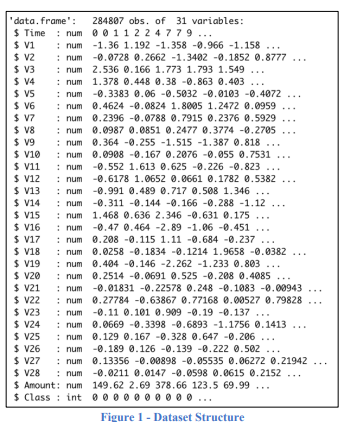 'data.frame':   284807 obs. of  31 variables:
 $ Time  : num  0 0 1 1 2 2 4 7 7 9 ...
 $ V1    : num  -1.36 1.192 -1.358 -0.966 -1.158 ...
 $ V2    : num  -0.0728 0.2662 -1.3402 -0.1852 0.8777 ...
 $ V3    : num  2.536 0.166 1.773 1.793 1.549 ...
 $ V4    : num  1.378 0.448 0.38 -0.863 0.403 ...
 $ V5    : num  -0.3383 0.06 -0.5032 -0.0103 -0.4072 ...
 $ V6    : num  0.4624 -0.0824 1.8005 1.2472 0.0959 ...
 $ V7    : num  0.2396 -0.0788 0.7915 0.2376 0.5929 ...
 $ V8    : num  0.0987 0.0851 0.2477 0.3774 -0.2705 ...
 $ V9    : num  0.364 -0.255 -1.515 -1.387 0.818 ...
 $ V10   : num  0.0908 -0.167 0.2076 -0.055 0.7531 ...
 $ V11   : num  -0.552 1.613 0.625 -0.226 -0.823 ...
 $ V12   : num  -0.6178 1.0652 0.0661 0.1782 0.5382 ...
 $ V13   : num  -0.991 0.489 0.717 0.508 1.346 ...
 $ V14   : num  -0.311 -0.144 -0.166 -0.288 -1.12 ...
 $ V15   : num  1.468 0.636 2.346 -0.631 0.175 ...
 $ V16   : num  -0.47 0.464 -2.89 -1.06 -0.451 ...
 $ V17   : num  0.208 -0.115 1.11 -0.684 -0.237 ...
 $ V18   : num  0.0258 -0.1834 -0.1214 1.9658 -0.0382 ...
 $ V19   : num  0.404 -0.146 -2.262 -1.233 0.803 ...
 $ V20   : num  0.2514 -0.0691 0.525 -0.208 0.4085 ...
 $ V21   : num  -0.01831 -0.22578 0.248 -0.1083 -0.00943 ...
 $ V22   : num  0.27784 -0.63867 0.77168 0.00527 0.79828 ...
 $ V23   : num  -0.11 0.101 0.909 -0.19 -0.137 ...
 $ V24   : num  0.0669 -0.3398 -0.6893 -1.1756 0.1413 ...
 $ V25   : num  0.129 0.167 -0.328 0.647 -0.206 ...
 $ V26   : num  -0.189 0.126 -0.139 -0.222 0.502 ...
 $ V27   : num  0.13356 -0.00898 -0.05535 0.06272 0.21942 ...
 $ V28   : num  -0.0211 0.0147 -0.0598 0.0615 0.2152 ...
 $ Amount: num  149.62 2.69 378.66 123.5 69.99 ...
 $ Class : int  0 0 0 0 0 0 0 0 0 0 ...
Figure 1 - Dataset Structure